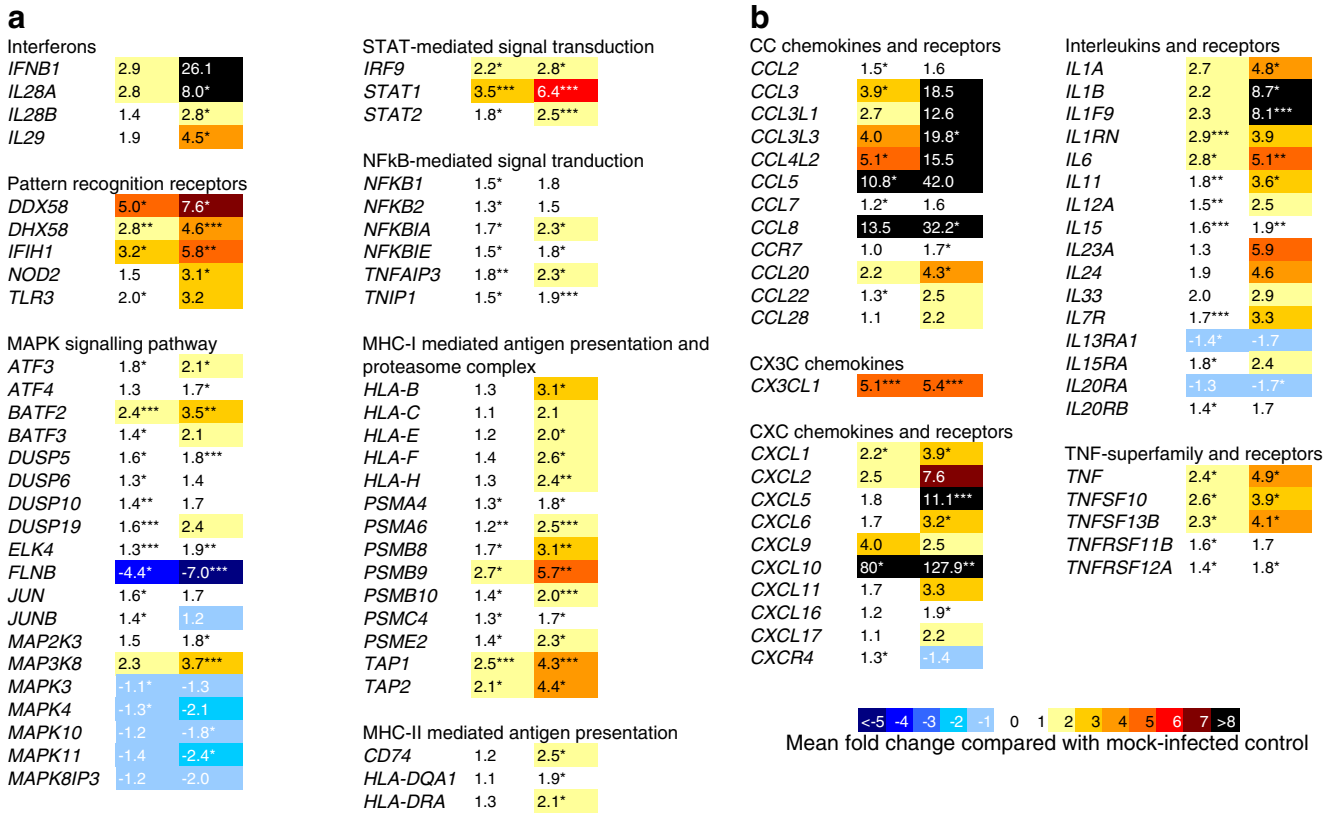 a
Interferons
IFNB1 2.9 26.1
IL28A 2.8 8.0*
IL28B 1.4 2.8*
IL29 1.9 4.5*
Pattern recognition receptors
DDX58 5.0* 7.6*
DHX58 2.8** 4.6***
IFIH1 3.2* 5.8**
NOD2 1.5 3.1*
TLR3 2.0* 3.2
MAPK signalling pathway
ATF3 1.8* 2.1*
ATF4 1.3 1.7*
BATF2 2.4*** 3.5**
BATF3 1.4* 2.1
DUSP5 1.6* 1.8***
DUSP6 1.3* 1.4
DUSP10 1.4** 1.7
DUSP19 1.6*** 2.4
ELK4 1.3*** 1.9**
FLNB -4.4* -7.0***
JUN 1.6* 1.7
JUNB 1.4* 1.2
MAP2K3 1.5 1.8*
MAP3K8 2.3 3.7***
MAPK3 -1.1* -1.3
MAPK4 -1.3* -2.1
MAPK10 -1.2 -1.8*
MAPK11 -1.4 -2.4*
MAPK8IP3 -1.2 -2.0
STAT-mediated signal transduction
IRF9 2.2* 2.8*
STAT1 3.5*** 6.4***
STAT2 1.8* 2.5***
NFkB-mediated signal tranduction
NFKB1 1.5* 1.8
NFKB2 1.3* 1.5
NFKBIA 1.7* 2.3*
NFKBIE 1.5* 1.8*
TNFAIP3 1.8** 2.3*
TNIP1 1.5* 1.9***
MHC-I mediated antigen presentation and
proteasome complex
HLA-B 1.3 3.1*
HLA-C 1.1 2.1
HLA-E 1.2 2.0*
HLA-F 1.4 2.6*
HLA-H 1.3 2.4**
PSMA4 1.3* 1.8*
PSMA6 1.2** 2.5***
PSMB8 1.7* 3.1**
PSMB9 2.7* 5.7**
PSMB10 1.4* 2.0***
PSMC4 1.3* 1.7*
PSME2 1.4* 2.3*
TAP1 2.5*** 4.3***
TAP2 2.1* 4.4*
MHC-II mediated antigen presentation
CD74 1.2 2.5*
HLA-DQA1 1.1 1.9*
HLA-DRA 1.3 2.1*
b
CC chemokines and receptors
CCL2 1.5* 1.6
CCL3 3.9* 18.5
CCL3L1 2.7 12.6
CCL3L3 4.0 19.8*
CCL4L2 5.1* 15.5
CCL5 10.8* 42.0
CCL7 1.2* 1.6
CCL8 13.5 32.2*
CCR7 1.0 1.7*
CCL20 2.2 4.3*
CCL22 1.3* 2.5
CCL28 1.1 2.2
CX3C chemokines
CX3CL1 5.1*** 5.4***
CXC chemokines and receptors
CXCL1 2.2* 3.9*
CXCL2 2.5 7.6
CXCL5 1.8 11.1***
CXCL6 1.7 3.2*
CXCL9 4.0 2.5
CXCL10 80* 127.9**
CXCL11 1.7 3.3
CXCL16 1.2 1.9*
CXCL17 1.1 2.2
CXCR4 1.3* -1.4
Interleukins and receptors
IL1A 2.7 4.8*
IL1B 2.2 8.7*
IL1F9 2.3 8.1***
IL1RN 2.9*** 3.9
IL6 2.8* 5.1**
IL11 1.8** 3.6*
IL12A 1.5** 2.5
IL15 1.6*** 1.9**
IL23A 1.3 5.9
IL24 1.9 4.6
IL33 2.0 2.9
IL7R 1.7*** 3.3
IL13RA1 -1.4* -1.7
IL15RA 1.8* 2.4
IL20RA -1.3 -1.7*
IL20RB 1.4* 1.7
TNF-superfamily and receptors
TNF 2.4* 4.9*
TNFSF10 2.6* 3.9*
TNFSF13B 2.3* 4.1*
TNFRSF11B 1.6* 1.7
TNFRSF12A 1.4* 1.8*
<-5 -4 -3 -2 -1 0 1 2 3 4 5 6 7 >8
Mean fold change compared with mock-infected control